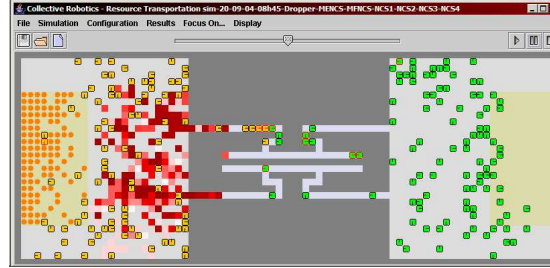 Collective Robotics - Resource Transportation sim-20-09-04-08h45-Dropper-MENCS-MFNCS-NCS1-NCS2-NCS3-NCS4
File Simulation Configuration Results Focus On... Display